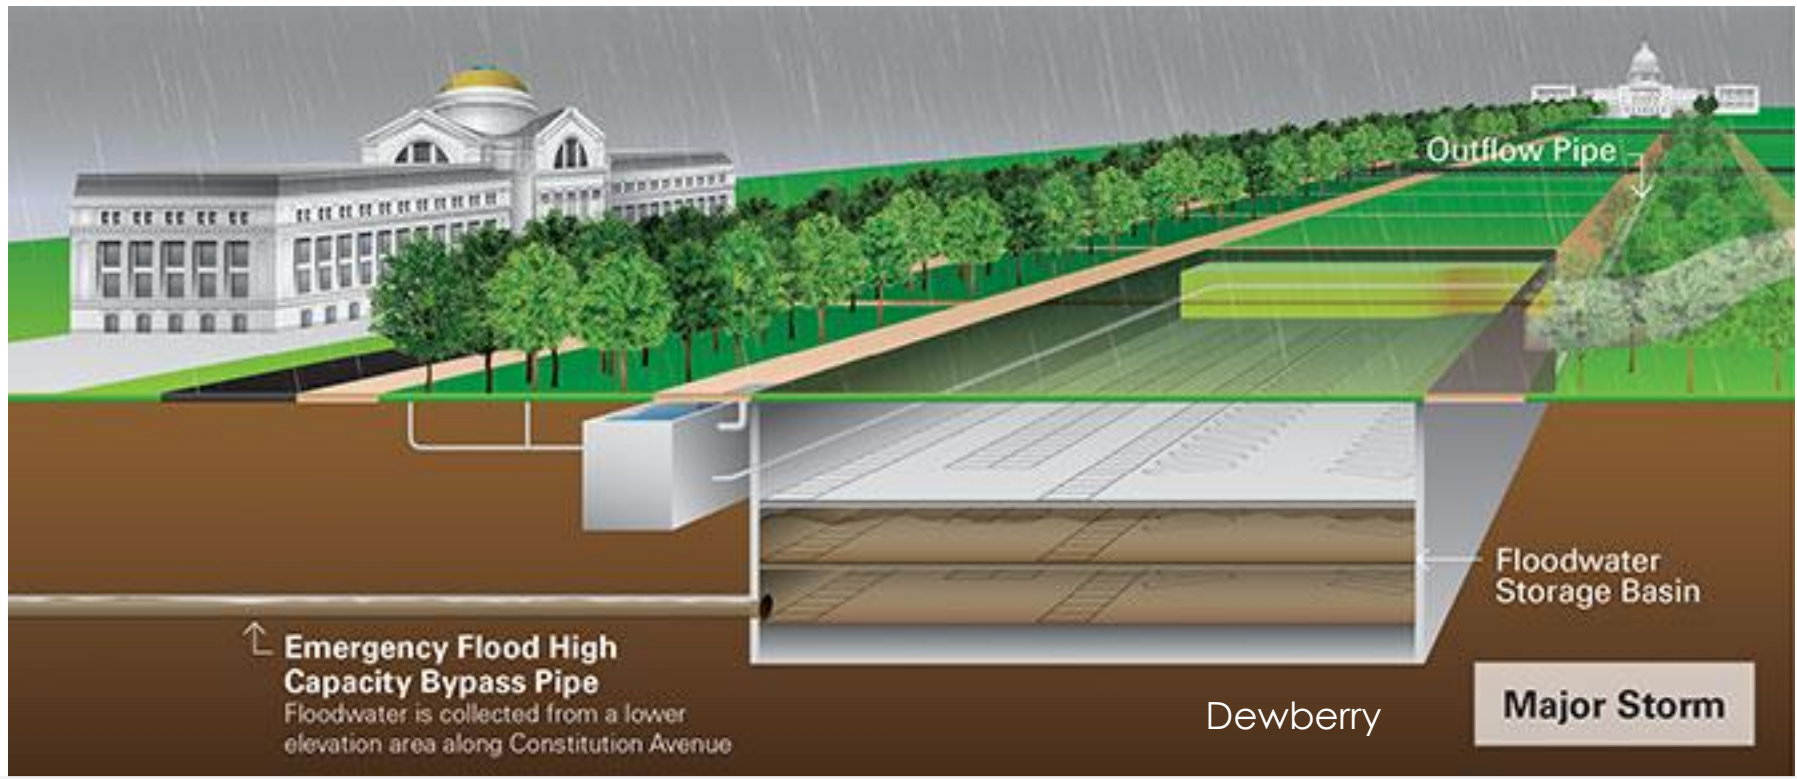 Outflow Pipe
Floodwater
Storage Basin
Emergency Flood High
Capacity Bypass Pipe
Floodwater is collected from a lower
elevation area along Constitution Avenue
Dewberry
Major Storm